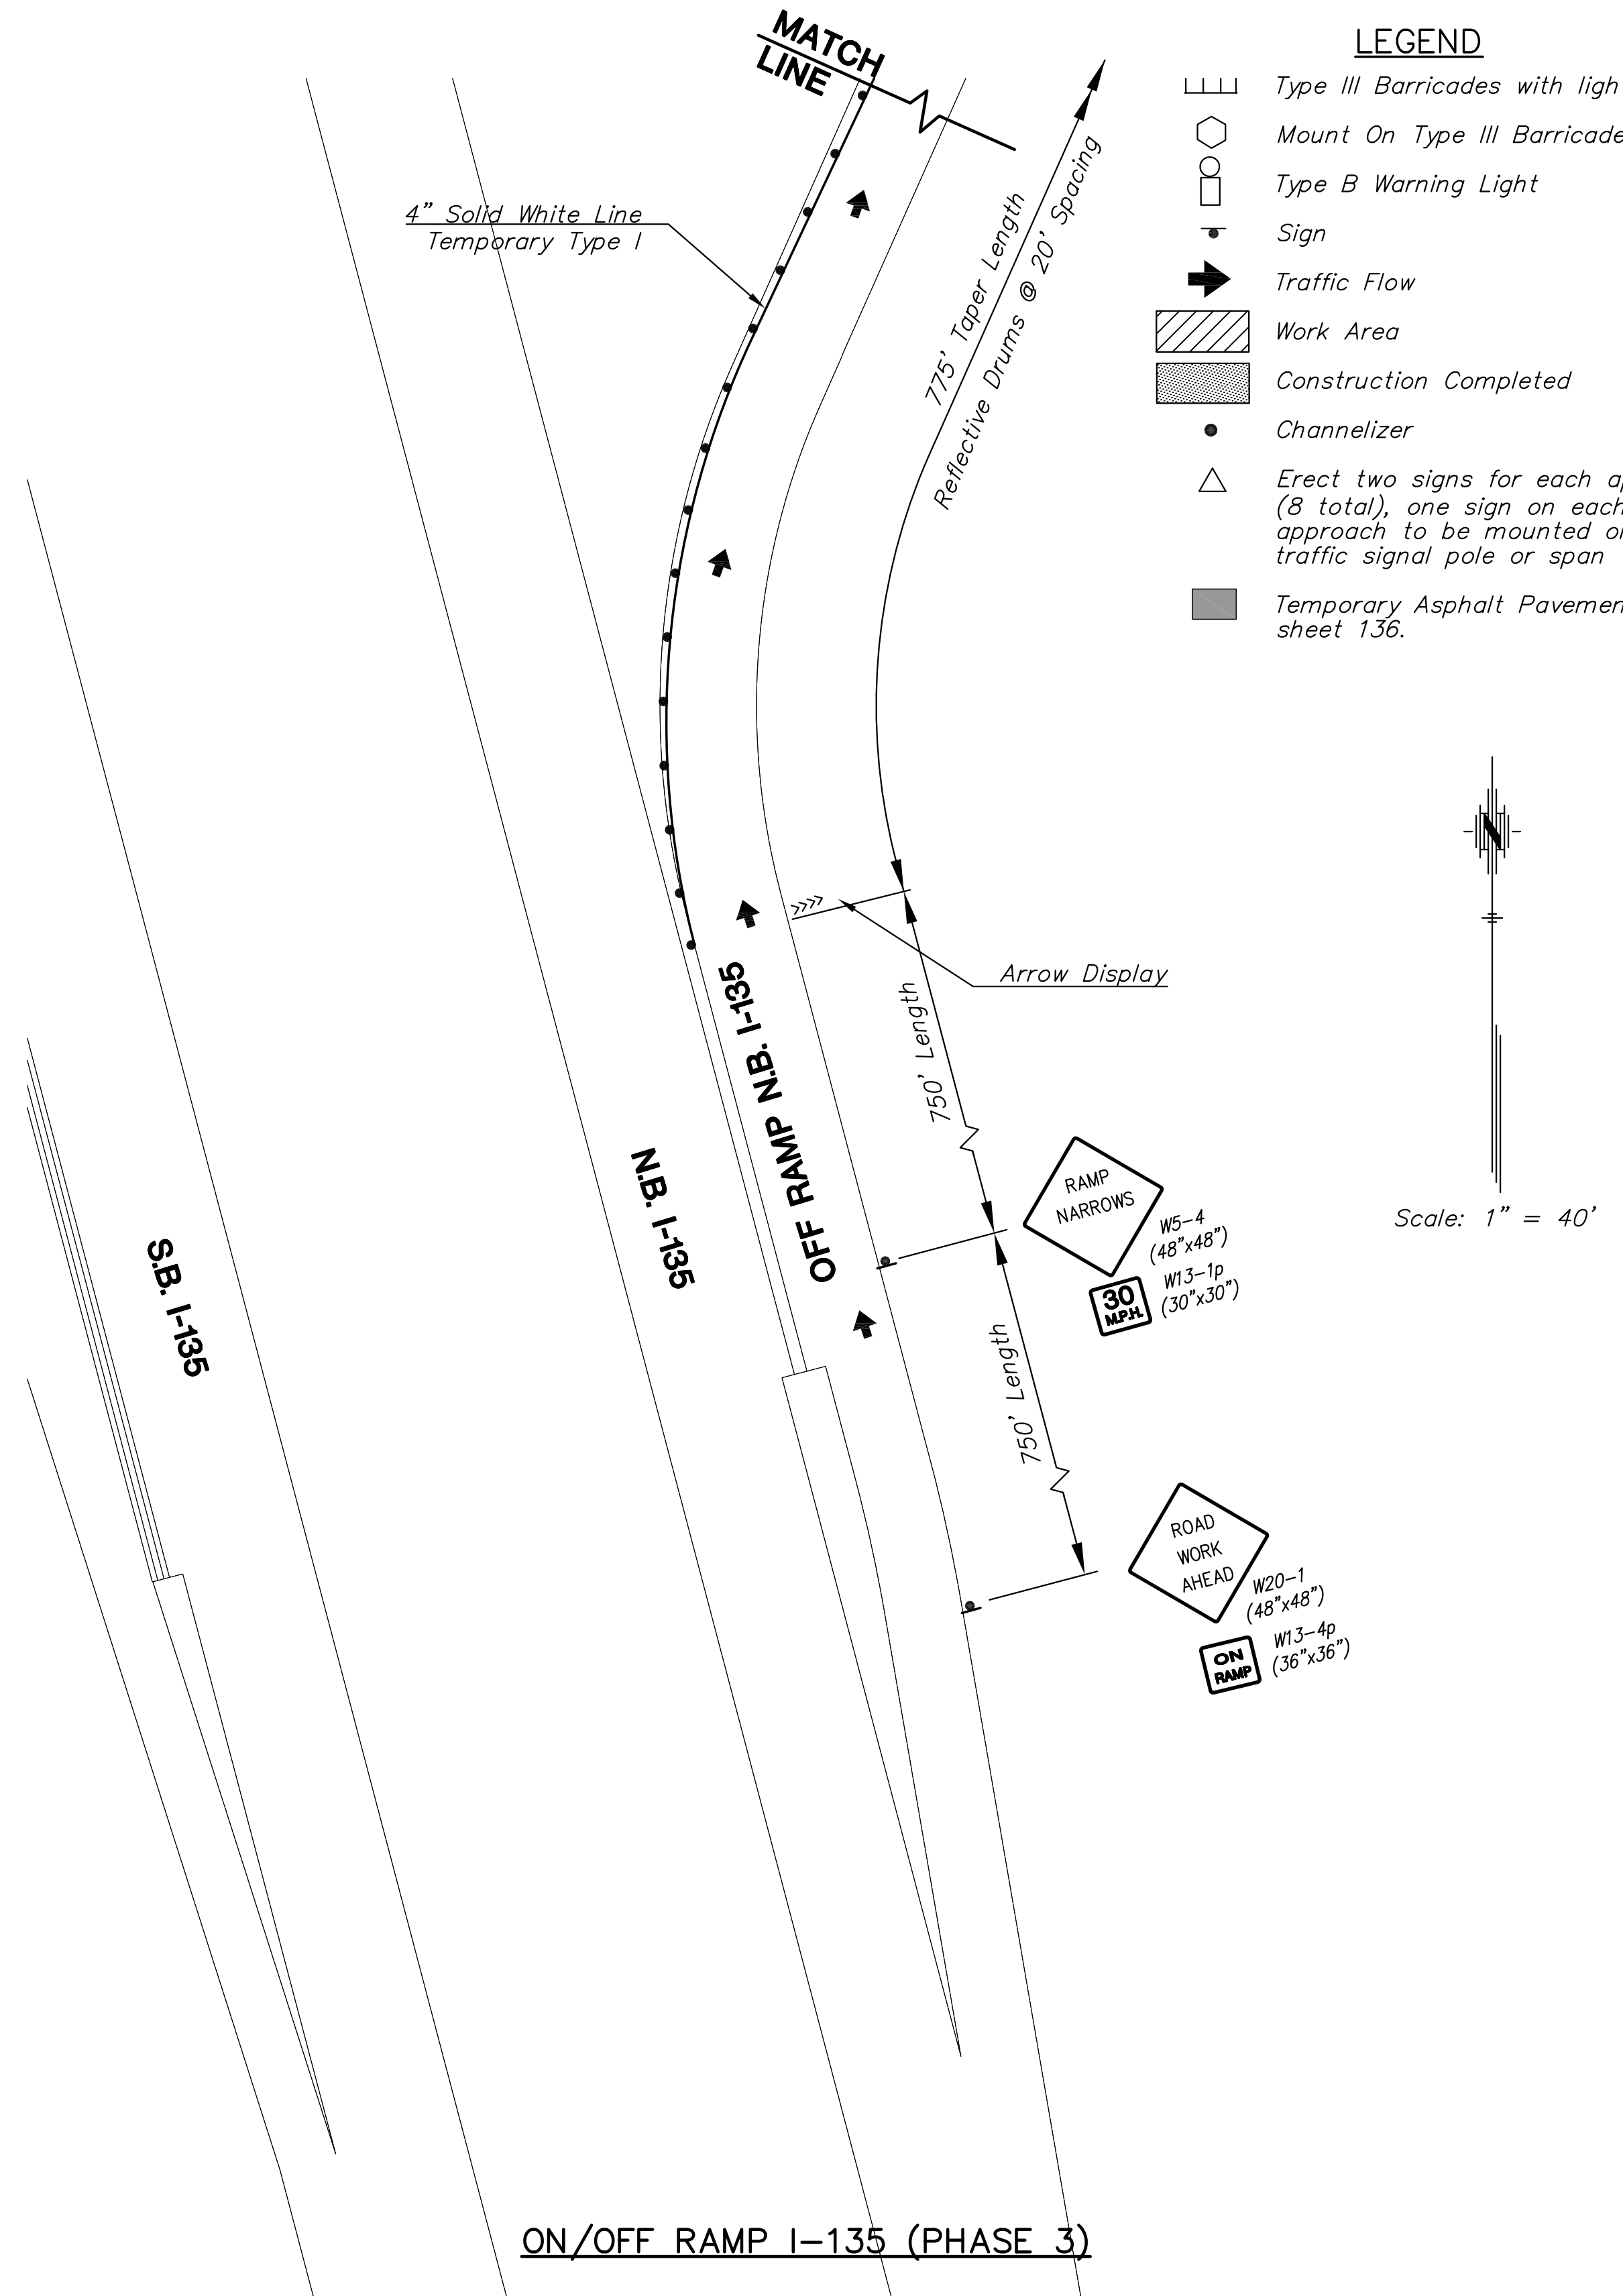 MATCH
LINE
4" Solid White Line
Temporary Type I
775' Taper Length
Reflective Drums @ 20' Spacing
LEGEND
Type III Barricades with ligh
Mount On Type III Barricade
Type B Warning Light
Sign
Traffic Flow
Work Area
Construction Completed
Channelizer
Erect two signs for each a
(8 total), one sign on each
approach to be mounted o
traffic signal pole or span
Temporary Asphalt Pavemen
sheet 136.
N
Scale: 1" = 40'
Arrow Display
750' Length
OFF RAMP N.B. I-135
N.B. I-135
S.B. I-135
RAMP
NARROWS
W5-4
(48"x48")
30
M.P.H.
W13-1p
(30"x30")
750' Length
ROAD
WORK
AHEAD
W20-1
(48"x48")
ON
RAMP
W13-4p
(36"x36")
ON/OFF RAMP I-135 (PHASE 3)